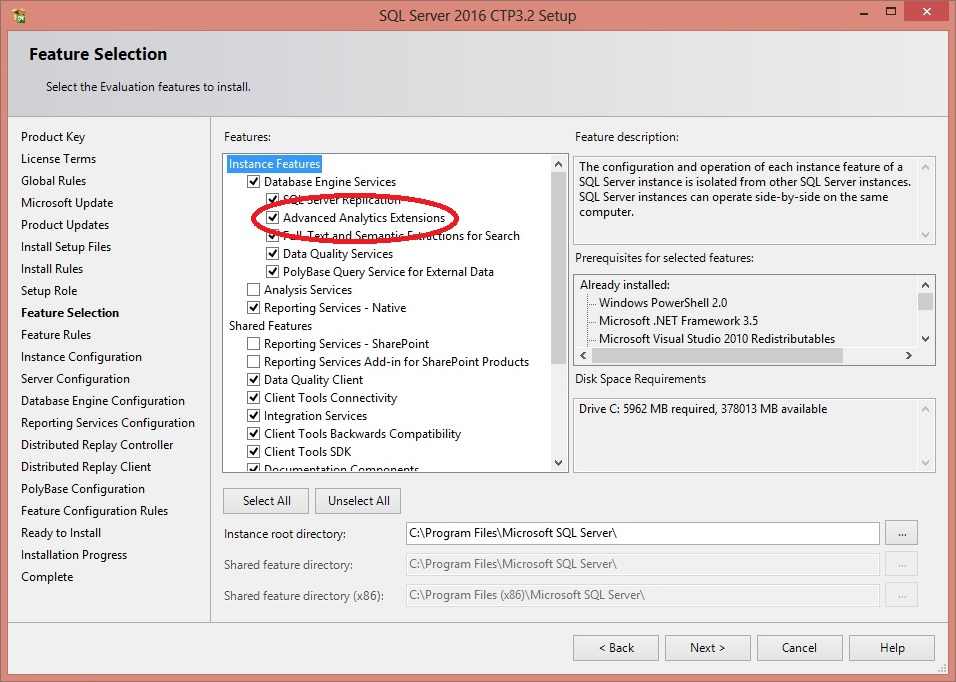 SQL Server 2016 CTP3.2 Setup
Feature Selection
Select the Evaluation features to install.
Product Key
License Terms
Global Rules
Microsoft Update
Product Updates
Install Setup Files
Install Rules
Setup Role
Feature Selection
Feature Rules
Instance Configuration
Server Configuration
Database Engine Configuration
Reporting Services Configuration
Distributed Replay Controller
Distributed Replay Client
PolyBase Configuration
Feature Configuration Rules
Ready to Install
Installation Progress
Complete
Features:
Instance Features
Database Engine Services
SQL Server Replication
Advanced Analytics Extensions
Full-Text and Semantic Extractions for Search
Data Quality Services
PolyBase Query Service for External Data
Analysis Services
Reporting Services - Native
Shared Features
Reporting Services - SharePoint
Reporting Services Add-in for SharePoint Products
Data Quality Client
Client Tools Connectivity
Integration Services
Client Tools Backwards Compatibility
Client Tools SDK
Documentation Components
Feature description:
The configuration and operation of each instance feature of a
SQL Server instance is isolated from other SQL Server instances.
SQL Server instances can operate side-by-side on the same
computer.
Prerequisites for selected features:
Already installed:
Windows PowerShell 2.0
Microsoft .NET Framework 3.5
Microsoft Visual Studio 2010 Redistributables
Disk Space Requirements
Drive C: 5962 MB required, 378013 MB available
Select All
Unselect All
Instance root directory:
C:\Program Files\Microsoft SQL Server\
...
Shared feature directory:
C:\Program Files\Microsoft SQL Server\
...
Shared feature directory (x86):
C:\Program Files (x86)\Microsoft SQL Server\
...
< Back
Next >
Cancel
Help